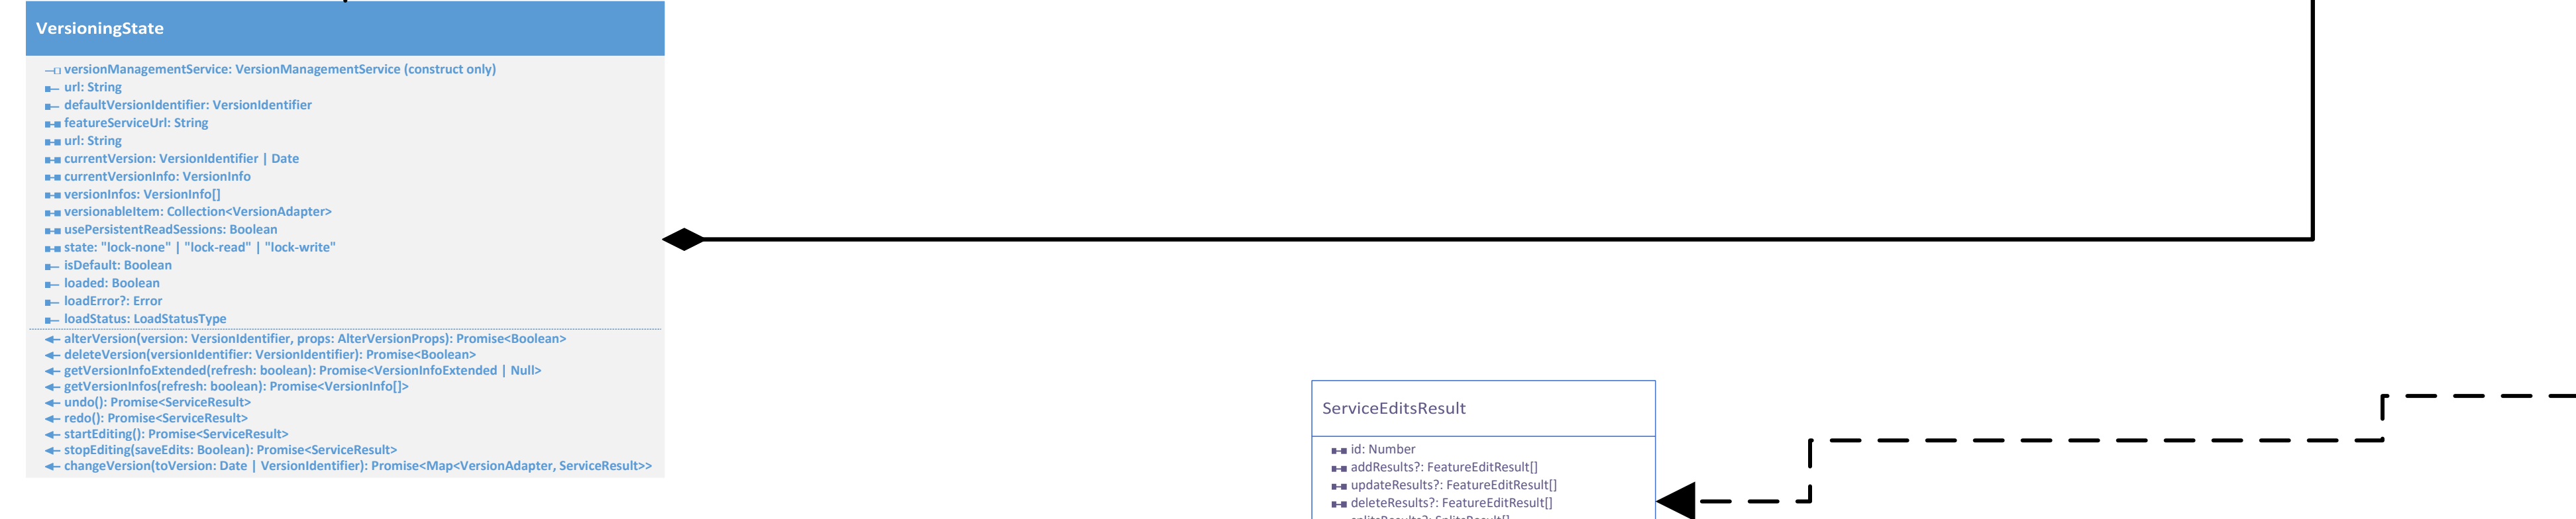 VersioningState
versionManagementService: VersionManagementService (construct only)
url: String
defaultVersionIdentifier: VersionIdentifier
featureServiceUrl: String
url: String
currentVersion: VersionIdentifier | Date
currentVersionInfo: VersionInfo
versionInfos: VersionInfo[]
versionableItem: Collection<VersionAdapter>
usePersistentReadSessions: Boolean
state: "lock-none" | "lock-read" | "lock-write"
isDefault: Boolean
loaded: Boolean
loadError?: Error
loadStatus: LoadStatusType
alterVersion(version: VersionIdentifier, props: AlterVersionProps): Promise<Boolean>
deleteVersion(versionIdentifier: VersionIdentifier): Promise<Boolean>
getVersionInfoExtended(refresh: boolean): Promise<VersionInfoExtended | Null>
getVersionInfos(refresh: boolean): Promise<VersionInfo[]>
undo(): Promise<ServiceResult>
redo(): Promise<ServiceResult>
startEditing(): Promise<ServiceResult>
stopEditing(saveEdits: Boolean): Promise<ServiceResult>
changeVersion(toVersion: Date | VersionIdentifier): Promise<Map<VersionAdapter, ServiceResult>>
ServiceEditsResult
id: Number
addResults?: FeatureEditResult[]
updateResults?: FeatureEditResult[]
deleteResults?: FeatureEditResult[]